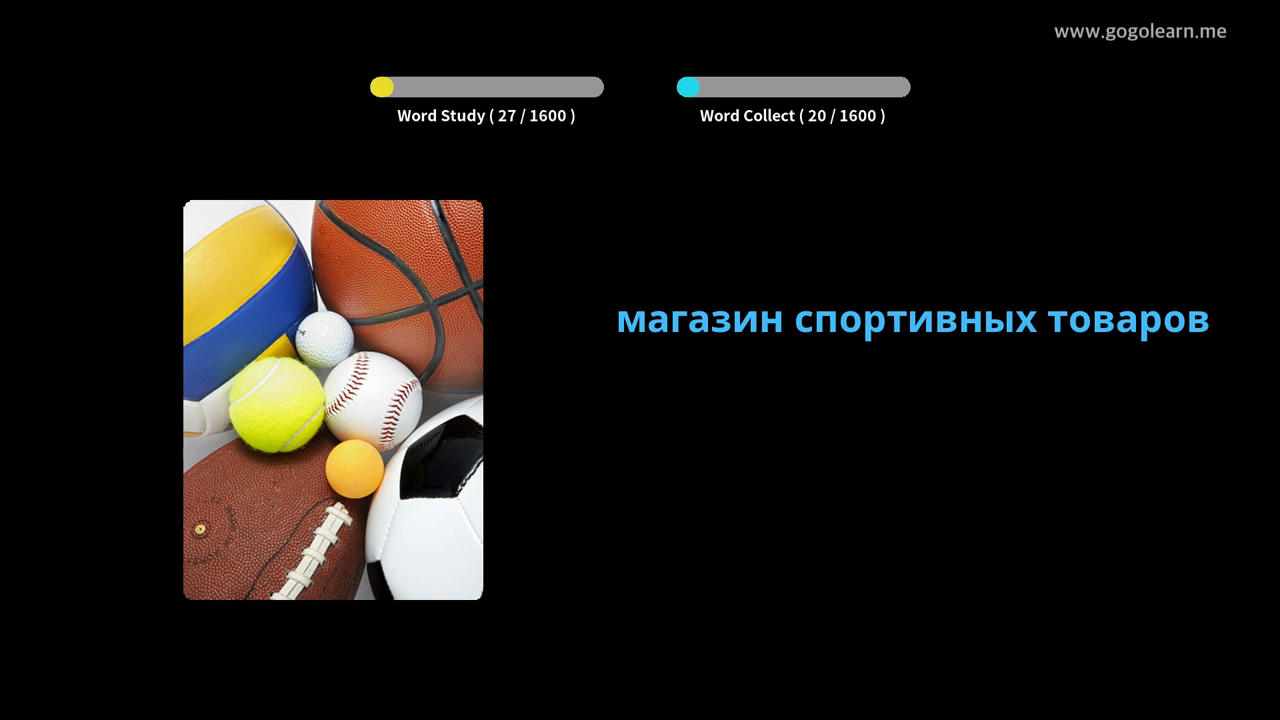 www.gogolearn.me
Word Study ( 27 / 1600 )
Word Collect ( 20 / 1600 )
магазин спортивных товаров